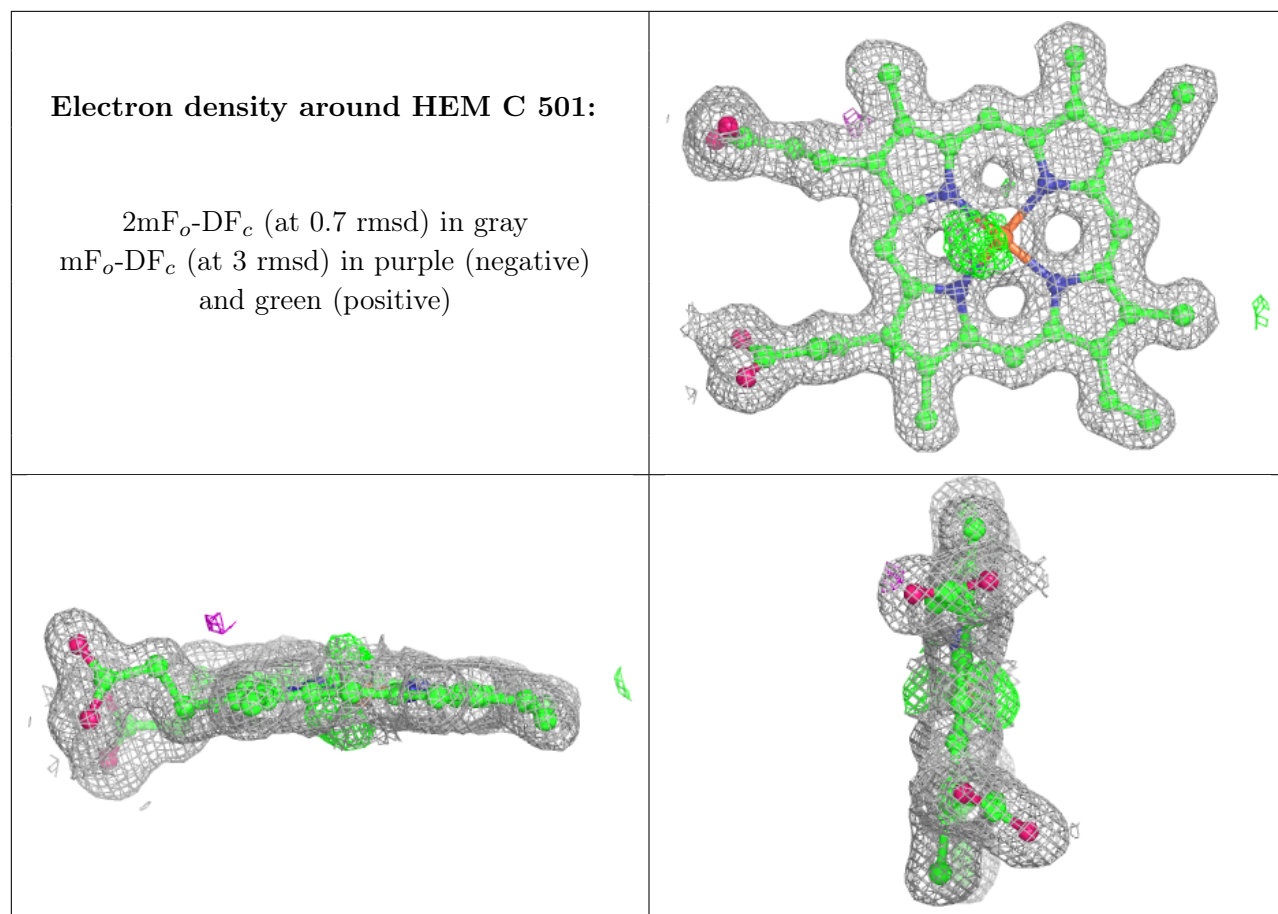 Electron density around HEM C 501:
2mFₒ-DF𝒸 (at 0.7 rmsd) in gray
mFₒ-DF𝒸 (at 3 rmsd) in purple (negative)
and green (positive)